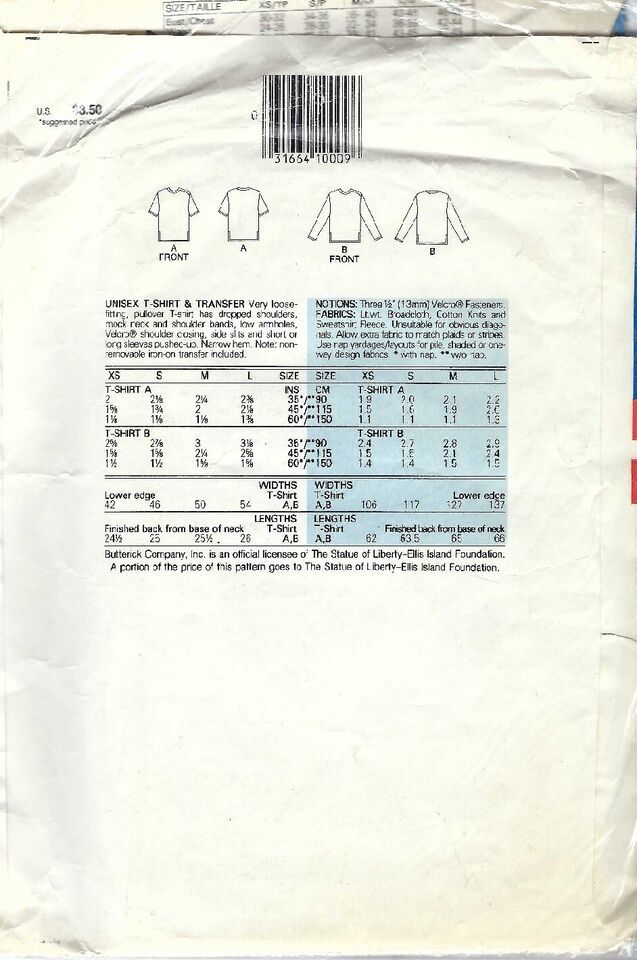 SIZE/TAILLE XS/TP S/P
Bust/Chest
U.S. $3.50
*suggested price
31664 10009
A
FRONT
A
B
FRONT
B
UNISEX T-SHIRT & TRANSFER Very loose-
fitting, pullover T-shirt has dropped shoulders,
mock neck and shoulder bands, low armholes,
Velcro® shoulder closing, side slits and short or
long sleeves pushed-up. Narrow hem. Note: non-
removable iron-on transfer included.
NOTIONS: Three ½" (13mm) Velcro® Fasteners.
FABRICS: Lt.wt. Broadcloth, Cotton Knits and
Sweatshirt Fleece. Unsuitable for obvious diago-
nals. Allow extra fabric to match plaids or stripes.
Use nap yardages/layouts for pile, shaded or one-
way design fabrics. * with nap. ** w/o nap.
XS S M L SIZE SIZE XS S M L
T-SHIRT A INS CM T-SHIRT A
2 2⅛ 2¼ 2⅜ 35*/**90 1.9 2.0 2.1 2.2
1⅝ 1¾ 2 2⅛ 45*/**115 1.5 1.6 1.9 2.0
1⅛ 1⅛ 1⅛ 1⅜ 60*/**150 1.1 1.1 1.1 1.3
T-SHIRT B T-SHIRT B
2⅝ 2⅞ 3 3⅛ 35*/**90 2.4 2.7 2.8 2.9
1⅝ 1⅝ 2¼ 2⅝ 45*/**115 1.5 1.5 2.1 2.4
1½ 1½ 1⅝ 1⅝ 60*/**150 1.4 1.4 1.5 1.5
WIDTHS WIDTHS
Lower edge T-Shirt T-Shirt Lower edge
42 46 50 54 A,B A,B 106 117 127 137
LENGTHS LENGTHS
Finished back from base of neck T-Shirt T-Shirt Finished back from base of neck
24½ 25 25½ 26 A,B A,B 62 63.5 65 66
Butterick Company, Inc. is an official licensee of The Statue of Liberty–Ellis Island Foundation.
A portion of the price of this pattern goes to The Statue of Liberty–Ellis Island Foundation.